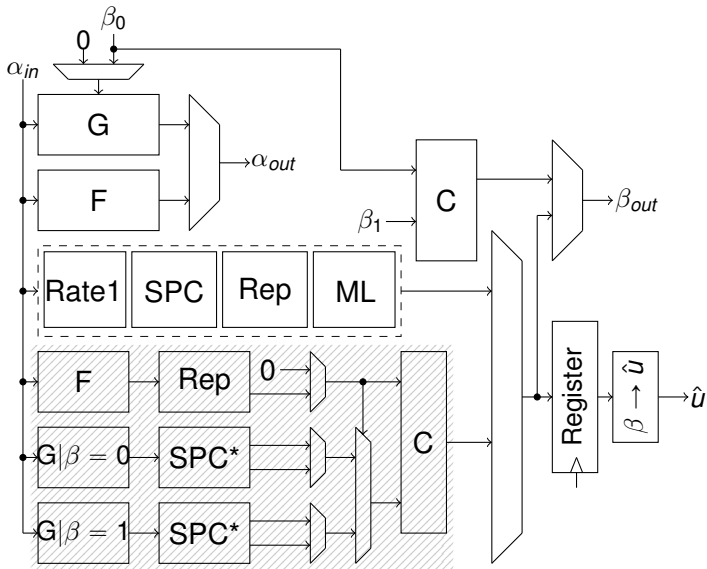 β0
0
αin
G
αout
F
C
β1
βout
Rate1 SPC Rep ML
F Rep 0
G|β = 0 SPC*
G|β = 1 SPC*
C
Register
β → û
û